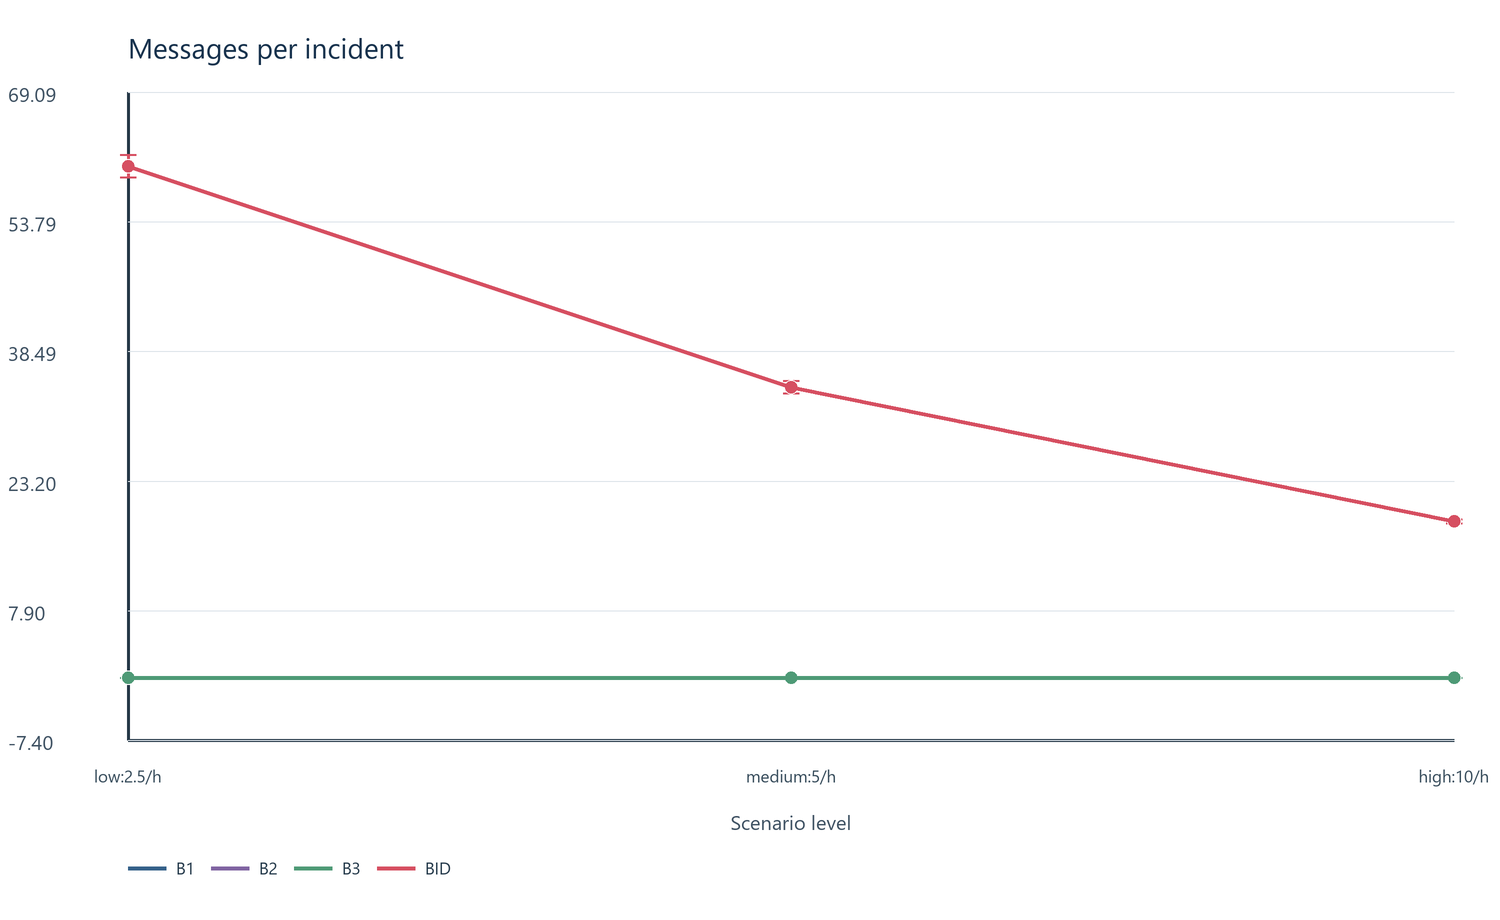 Messages per incident
69.09
53.79
38.49
23.20
7.90
-7.40
low:2.5/h medium:5/h high:10/h
Scenario level
B1 B2 B3 BID